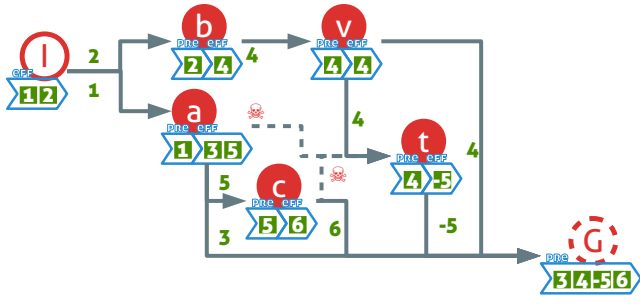 b
v
I
2
pre eff
4
pre eff
2 4
4 4
eff
1 2
1
a
4
t
pre eff
1 3 5
pre eff
4 -5
4
5
c
pre eff
5 6
3
6
-5
G
pre
3 4 -5 6